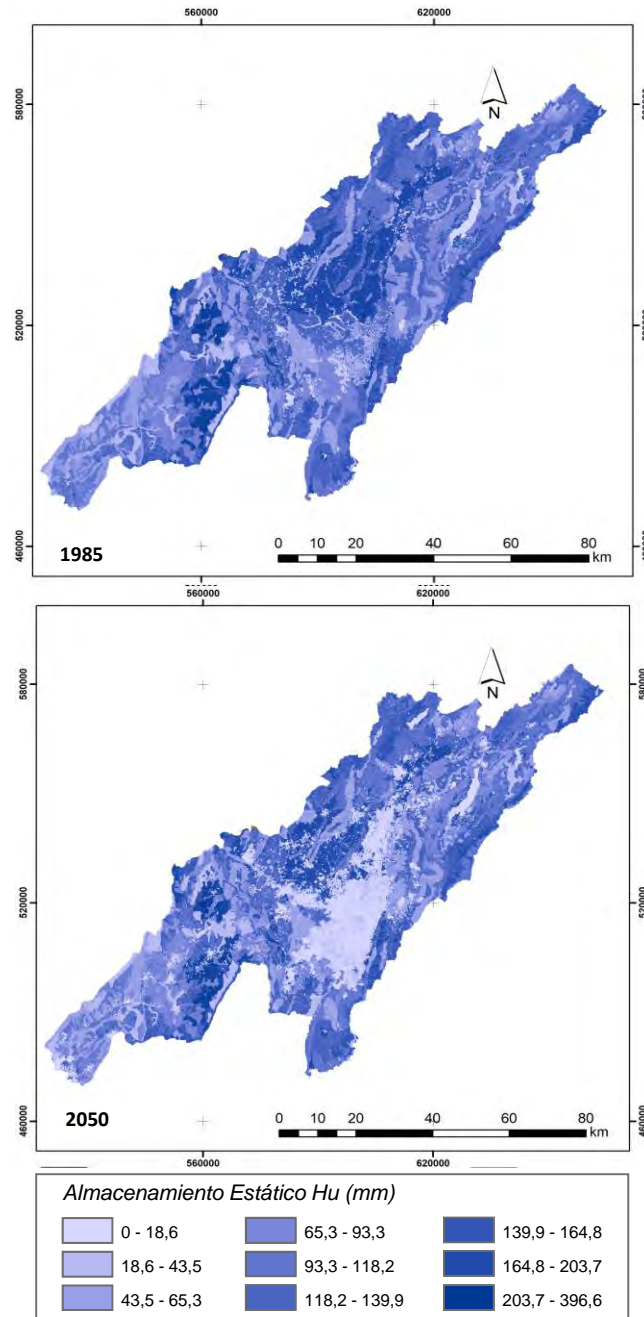 560000 620000
580000
N
520000
460000
1985
0 10 20 40 60 80
km
560000 620000
580000
N
520000
460000
2050
0 10 20 40 60 80
km
560000 620000
Almacenamiento Estático Hu (mm)
0 - 18,6 65,3 - 93,3 139,9 - 164,8
18,6 - 43,5 93,3 - 118,2 164,8 - 203,7
43,5 - 65,3 118,2 - 139,9 203,7 - 396,6